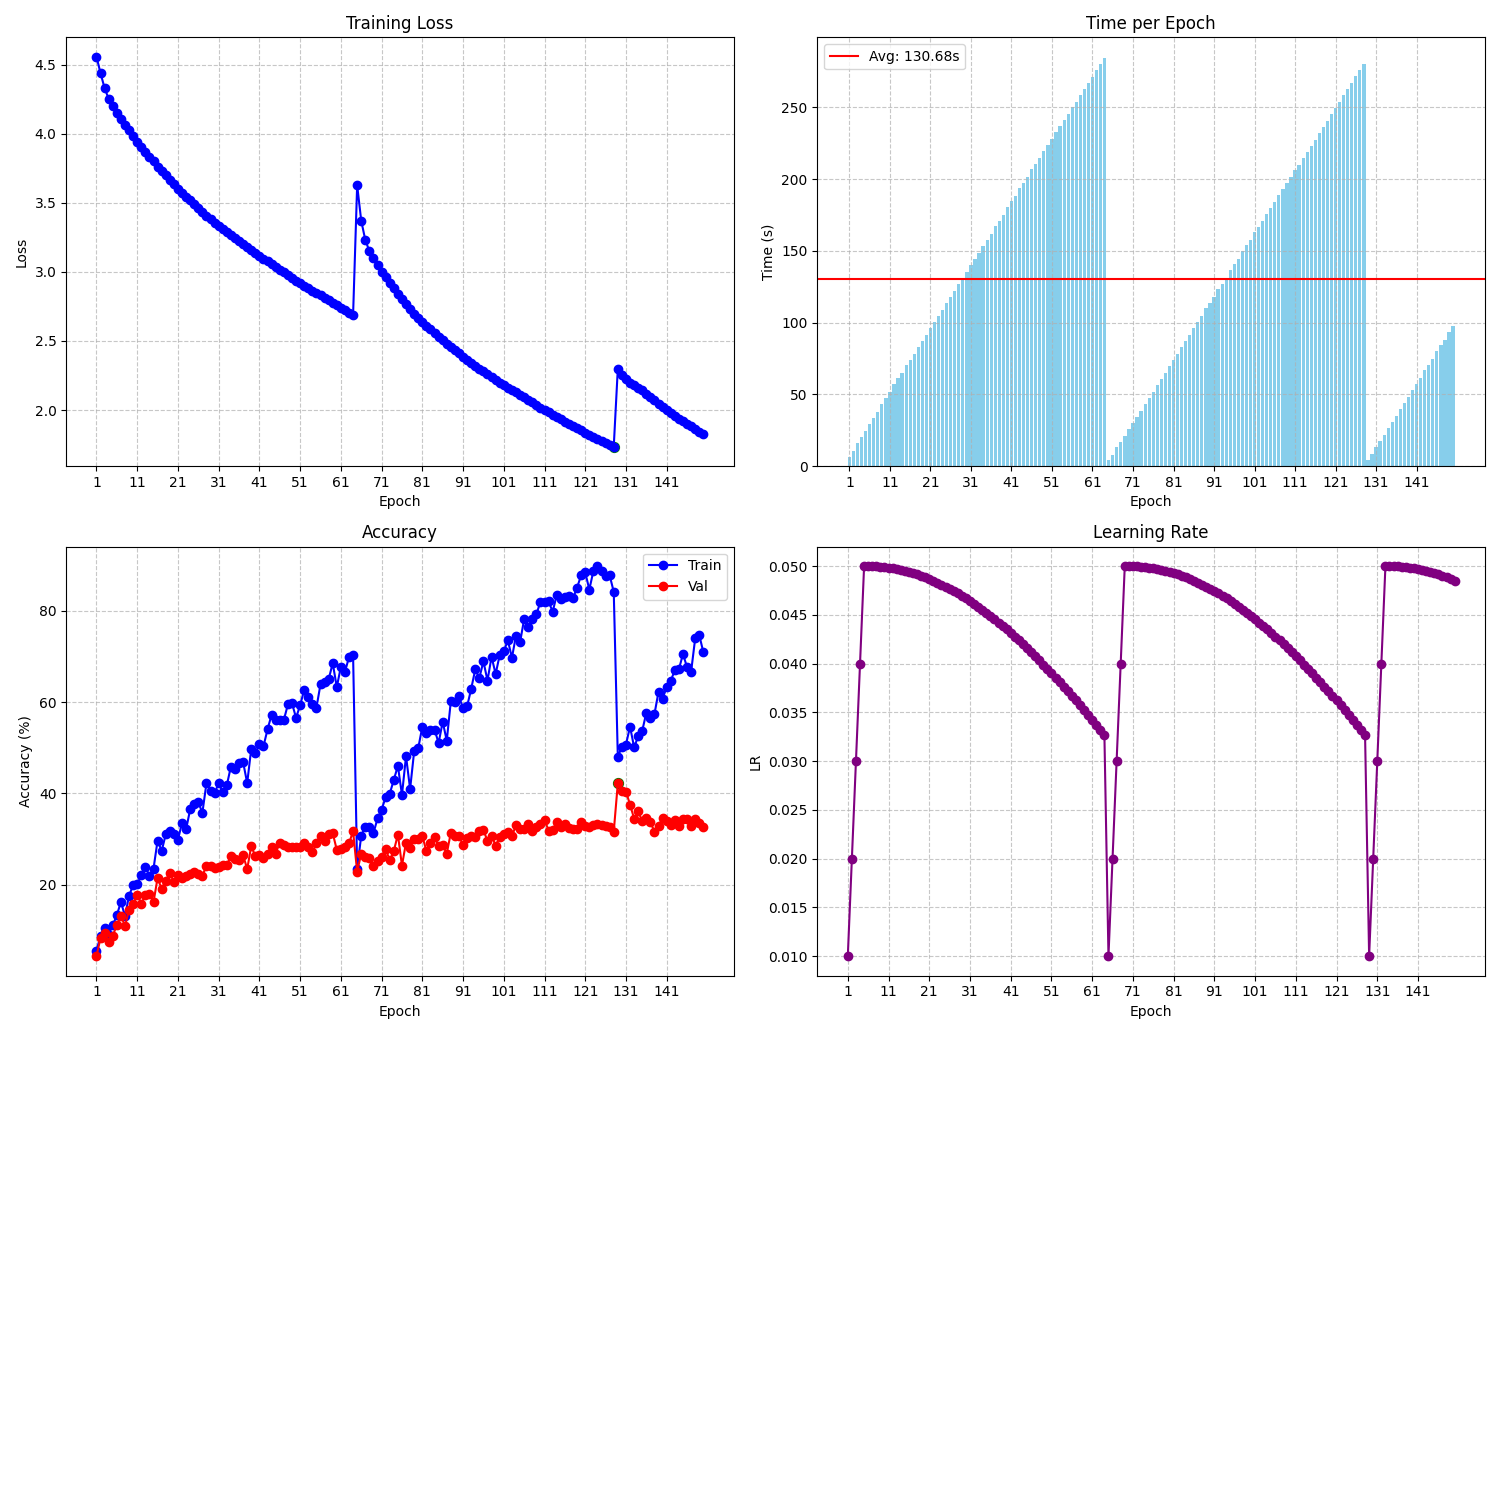 Training Loss
4.5
4.0
3.5
3.0
2.5
2.0
Loss
1 11 21 31 41 51 61 71 81 91 101 111 121 131 141
Epoch
Time per Epoch
Avg: 130.68s
250
200
150
100
50
0
Time (s)
1 11 21 31 41 51 61 71 81 91 101 111 121 131 141
Epoch
Accuracy
Train
Val
80
60
40
20
Accuracy (%)
1 11 21 31 41 51 61 71 81 91 101 111 121 131 141
Epoch
Learning Rate
0.050
0.045
0.040
0.035
0.030
0.025
0.020
0.015
0.010
LR
1 11 21 31 41 51 61 71 81 91 101 111 121 131 141
Epoch